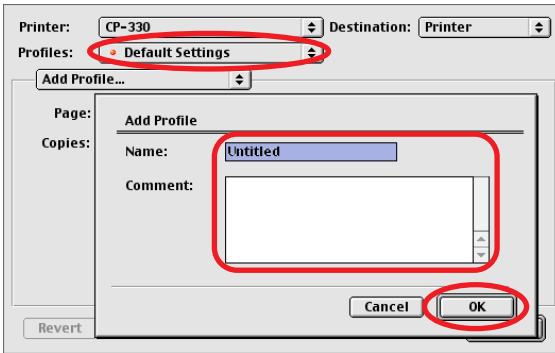 Printer: CP-330 Destination: Printer
Profiles: Default Settings
Add Profile...
Page:
Add Profile
Copies:
Name: Untitled
Comment:
Cancel OK
Revert